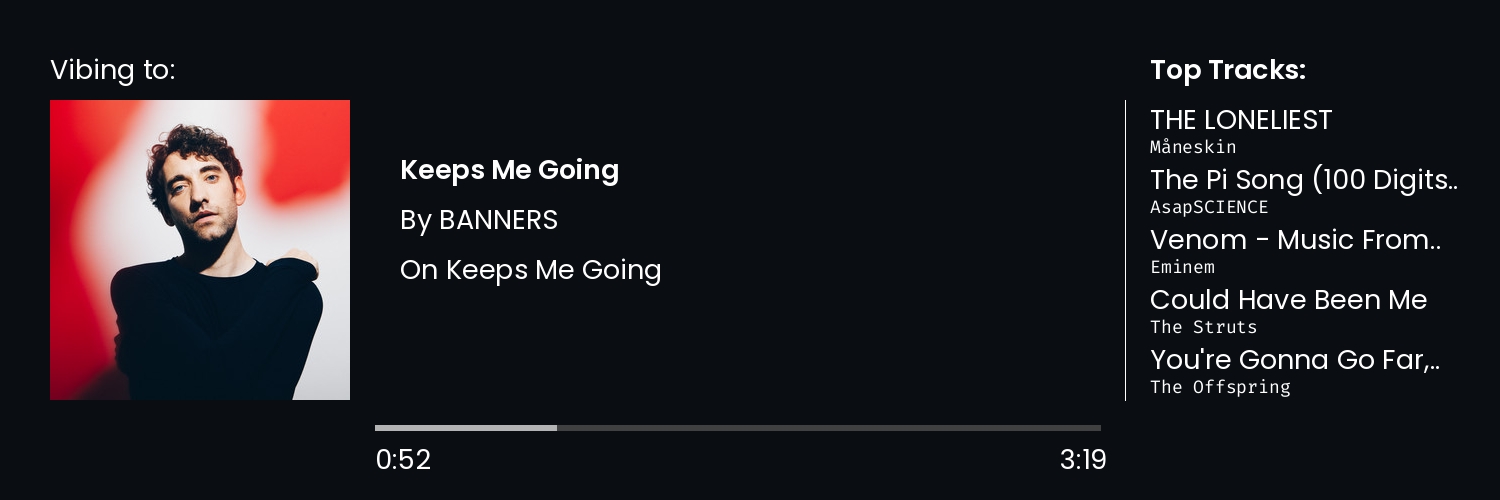 Vibing to:
Keeps Me Going
By BANNERS
On Keeps Me Going
0:52
3:19
Top Tracks:
THE LONELIEST
Måneskin
The Pi Song (100 Digits..
AsapSCIENCE
Venom - Music From..
Eminem
Could Have Been Me
The Struts
You're Gonna Go Far,..
The Offspring